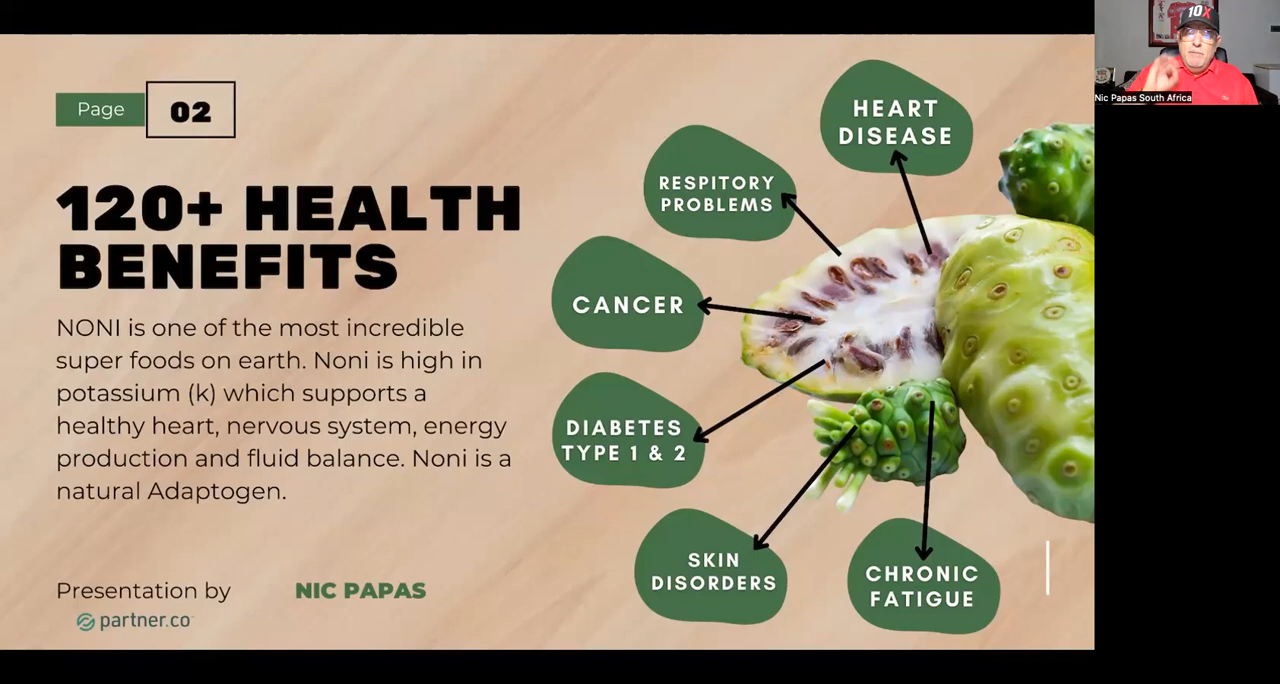 Page 02
120+ HEALTH
BENEFITS
NONI is one of the most incredible
super foods on earth. Noni is high in
potassium (k) which supports a
healthy heart, nervous system, energy
production and fluid balance. Noni is a
natural Adaptogen.
Presentation by NIC PAPAS
partner.co
HEART
DISEASE
RESPITORY
PROBLEMS
CANCER
DIABETES
TYPE 1 & 2
SKIN
DISORDERS
CHRONIC
FATIGUE
10X
Nic Papas South Africa